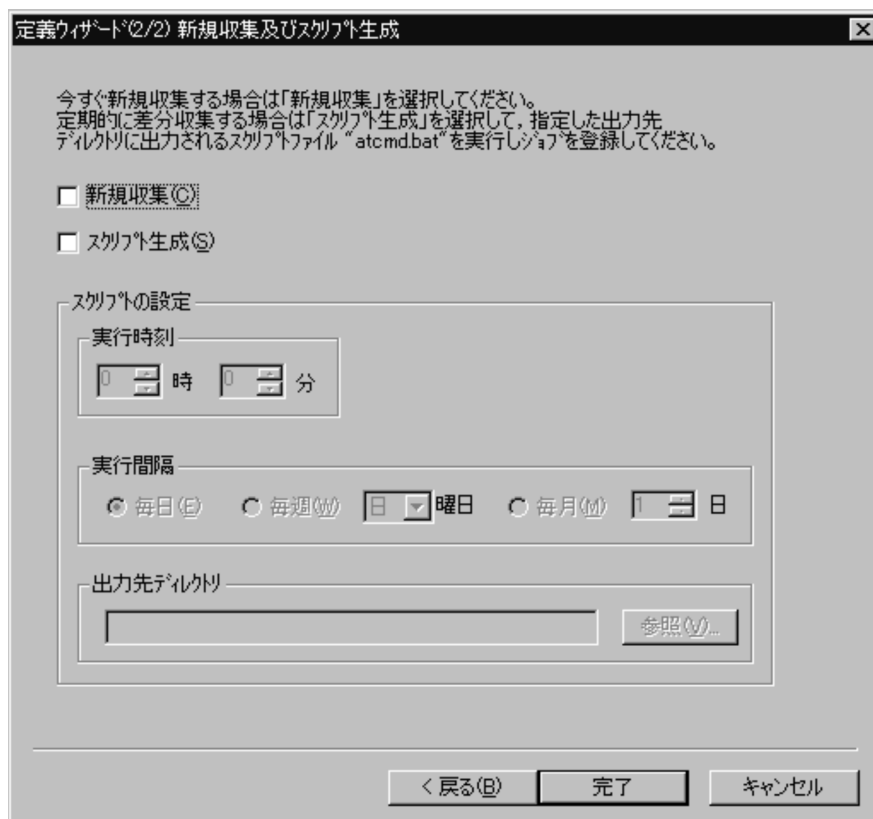 定義ウィザード(2/2) 新規収集及びスクリプト生成
今すぐ新規収集する場合は「新規収集」を選択してください。
定期的に差分収集する場合は「スクリプト生成」を選択して，指定した出力先
ディレクトリに出力されるスクリプトファイル “atcmd.bat“を実行しジョブを登録してください。
新規収集(C)
スクリプト生成(S)
スクリプトの設定
実行時刻
0 時 0 分
実行間隔
毎日(E) 毎週(W) 日 曜日 毎月(M) 1 日
出力先ディレクトリ
参照(V)...
< 戻る(B) 完了 キャンセル